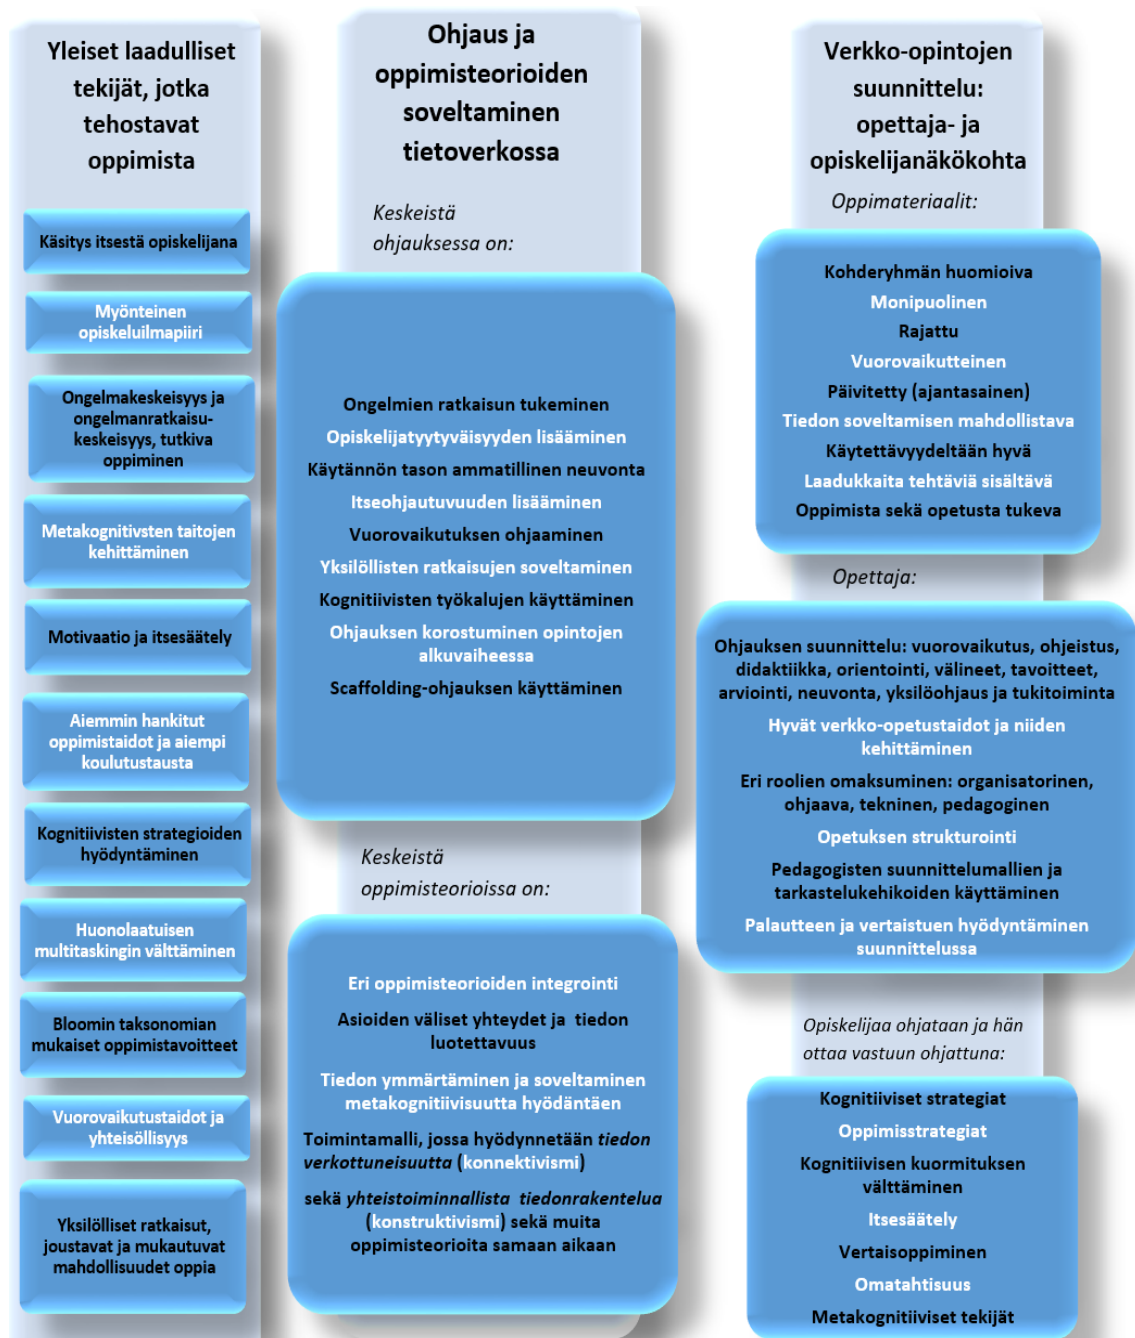 Yleiset laadulliset
tekijät, jotka
tehostavat
oppimista
Käsitys itsestä opiskelijana
Myönteinen
opiskeluilmapiiri
Ongelmakeskeisyys ja
ongelmanratkaisu-
keskeisyys, tutkiva
oppiminen
Metakognitivsten taitojen
kehittäminen
Motivaatio ja itsesäätely
Aiemmin hankitut
oppimistaidot ja aiempi
koulutustausta
Kognitiivisten strategioiden
hyödyntäminen
Huonolaatuisen
multitaskingin välttäminen
Bloomin taksonomian
mukaiset oppimistavoitteet
Vuorovaikutustaidot ja
yhteisöllisyys
Yksilölliset ratkaisut,
joustavat ja mukautuvat
mahdollisuudet oppia
Ohjaus ja
oppimisteorioiden
soveltaminen
tietoverkossa
Keskeistä
ohjauksessa on:
Ongelmien ratkaisun tukeminen
Opiskelijatyytyväisyyden lisääminen
Käytännön tason ammatillinen neuvonta
Itseohjautuvuuden lisääminen
Vuorovaikutuksen ohjaaminen
Yksilöllisten ratkaisujen soveltaminen
Kognitiivisten työkalujen käyttäminen
Ohjauksen korostuminen opintojen
alkuvaiheessa
Scaffolding-ohjauksen käyttäminen
Keskeistä
oppimisteorioissa on:
Eri oppimisteorioiden integrointi
Asioiden väliset yhteydet ja tiedon
luotettavuus
Tiedon ymmärtäminen ja soveltaminen
metakognitiivisuutta hyödäntäen
Toimintamalli, jossa hyödynnetään tiedon
verkottuneisuutta (konnektivismi)
sekä yhteistoiminnallista tiedonrakentelua
(konstruktivismi) sekä muita
oppimisteorioita samaan aikaan
Verkko-opintojen
suunnittelu:
opettaja- ja
opiskelijanäkökohta
Oppimateriaalit:
Kohderyhmän huomioiva
Monipuolinen
Rajattu
Vuorovaikutteinen
Päivitetty (ajantasainen)
Tiedon soveltamisen mahdollistava
Käytettävyydeltään hyvä
Laadukkaita tehtäviä sisältävä
Oppimista sekä opetusta tukeva
Opettaja:
Ohjauksen suunnittelu: vuorovaikutus, ohjeistus,
didaktiikka, orientointi, välineet, tavoitteet,
arviointi, neuvonta, yksilöohjaus ja tukitoiminta
Hyvät verkko-opetustaidot ja niiden
kehittäminen
Eri roolien omaksuminen: organisatorinen,
ohjaava, tekninen, pedagoginen
Opetuksen strukturointi
Pedagogisten suunnittelumallien ja
tarkastelukehikoiden käyttäminen
Palautteen ja vertaistuen hyödyntäminen
suunnittelussa
Opiskelijaa ohjataan ja hän
ottaa vastuun ohjattuna:
Kognitiiviset strategiat
Oppimisstrategiat
Kognitiivisen kuormituksen
välttäminen
Itsesäätely
Vertaisoppiminen
Omatahtisuus
Metakognitiiviset tekijät